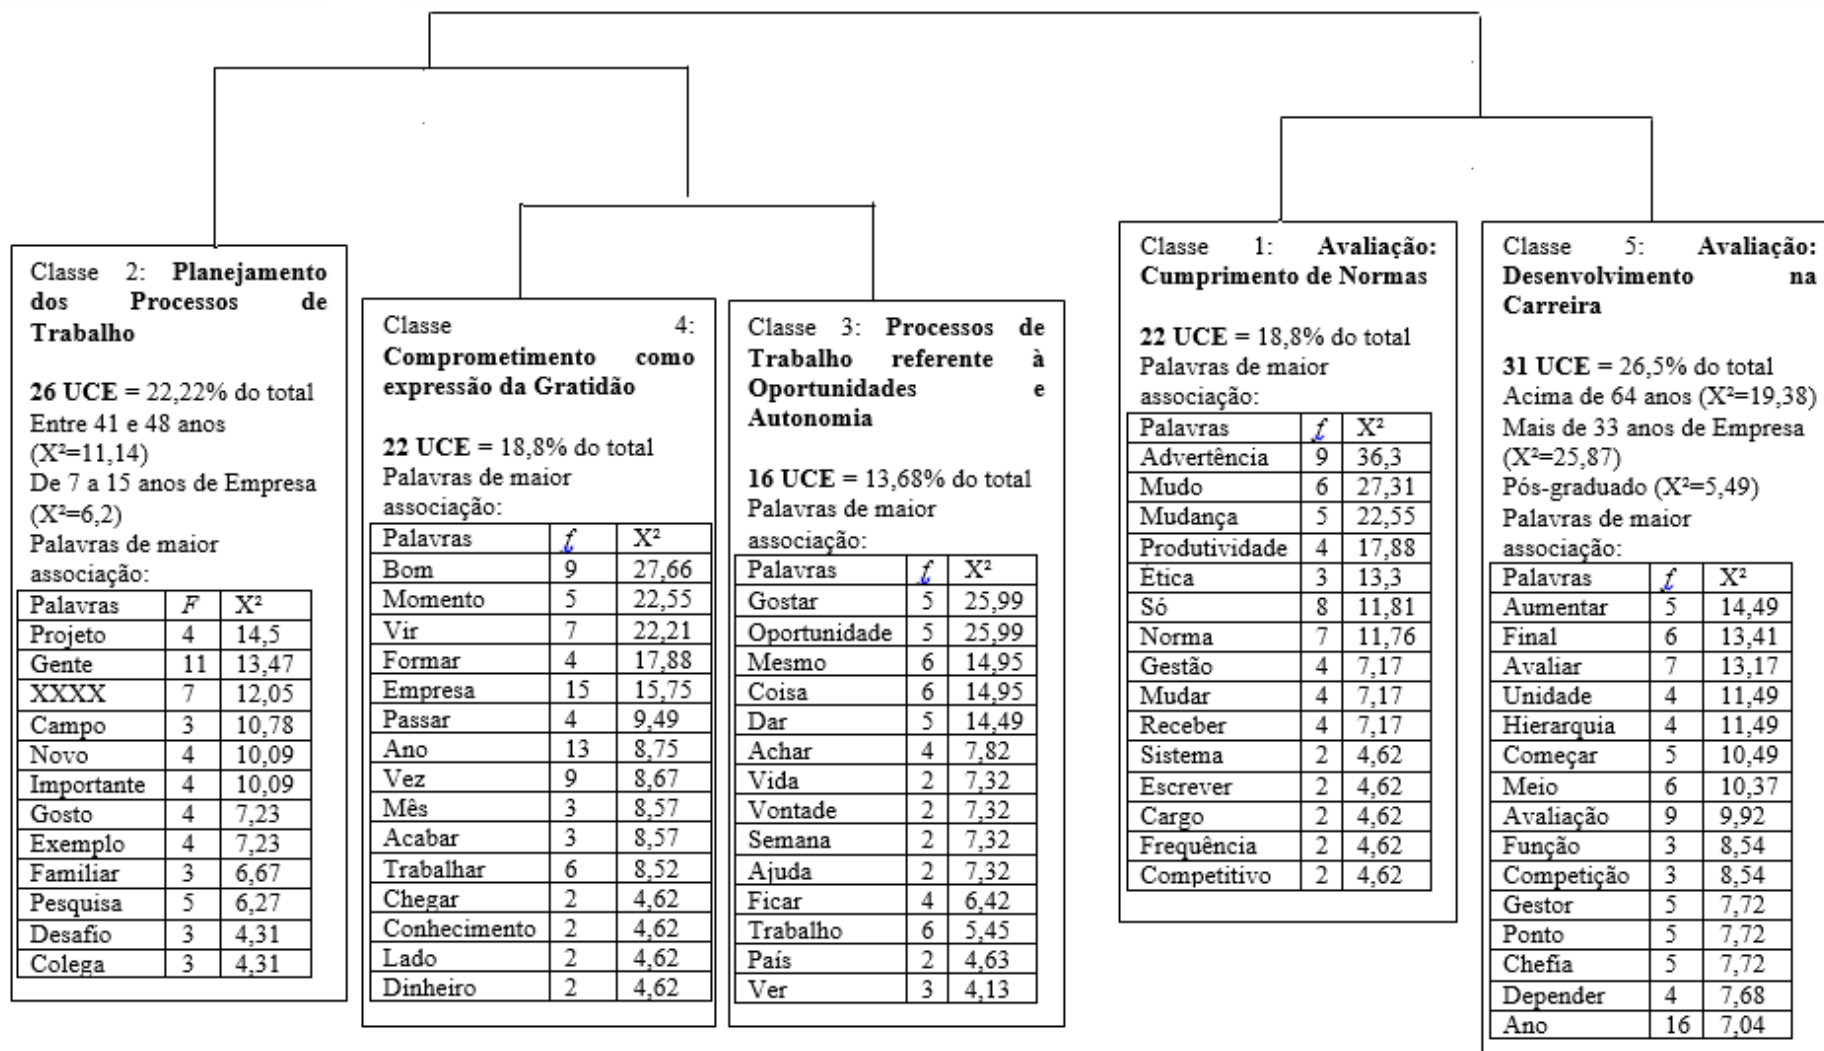 Classe 2: Planejamento
dos Processos de
Trabalho
26 UCE = 22,22% do total
Entre 41 e 48 anos
(X²=11,14)
De 7 a 15 anos de Empresa
(X²=6,2)
Palavras de maior
associação:
Palavras F X²
Projeto 4 14,5
Gente 11 13,47
XXXX 7 12,05
Campo 3 10,78
Novo 4 10,09
Importante 4 10,09
Gosto 4 7,23
Exemplo 4 7,23
Familiar 3 6,67
Pesquisa 5 6,27
Desafio 3 4,31
Colega 3 4,31
Classe 4:
Comprometimento como
expressão da Gratidão
22 UCE = 18,8% do total
Palavras de maior
associação:
Palavras f X²
Bom 9 27,66
Momento 5 22,55
Vir 7 22,21
Formar 4 17,88
Empresa 15 15,75
Passar 4 9,49
Ano 13 8,75
Vez 9 8,67
Mês 3 8,57
Acabar 3 8,57
Trabalhar 6 8,52
Chegar 2 4,62
Conhecimento 2 4,62
Lado 2 4,62
Dinheiro 2 4,62
Classe 3: Processos de
Trabalho referente à
Oportunidades e
Autonomia
16 UCE = 13,68% do total
Palavras de maior
associação:
Palavras f X²
Gostar 5 25,99
Oportunidade 5 25,99
Mesmo 6 14,95
Coisa 6 14,95
Dar 5 14,49
Achar 4 7,82
Vida 2 7,32
Vontade 2 7,32
Semana 2 7,32
Ajuda 2 7,32
Ficar 4 6,42
Trabalho 6 5,45
País 2 4,63
Ver 3 4,13
Classe 1: Avaliação:
Cumprimento de Normas
22 UCE = 18,8% do total
Palavras de maior
associação:
Palavras f X²
Advertência 9 36,3
Mudo 6 27,31
Mudança 5 22,55
Produtividade 4 17,88
Ética 3 13,3
Só 8 11,81
Norma 7 11,76
Gestão 4 7,17
Mudar 4 7,17
Receber 4 7,17
Sistema 2 4,62
Escrever 2 4,62
Cargo 2 4,62
Frequência 2 4,62
Competitivo 2 4,62
Classe 5: Avaliação:
Desenvolvimento na
Carreira
31 UCE = 26,5% do total
Acima de 64 anos (X²=19,38)
Mais de 33 anos de Empresa
(X²=25,87)
Pós-graduado (X²=5,49)
Palavras de maior
associação:
Palavras f X²
Aumentar 5 14,49
Final 6 13,41
Avaliar 7 13,17
Unidade 4 11,49
Hierarquia 4 11,49
Começar 5 10,49
Meio 6 10,37
Avaliação 9 9,92
Função 3 8,54
Competição 3 8,54
Gestor 5 7,72
Ponto 5 7,72
Chefia 5 7,72
Depender 4 7,68
Ano 16 7,04